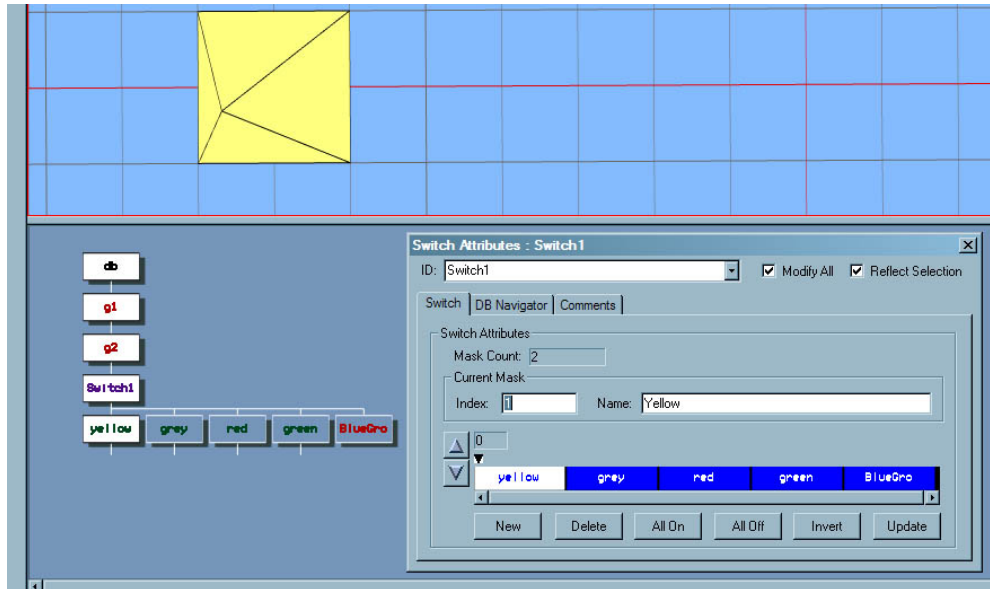 db
g1
g2
Switch1
yellow grey red green BlueGro
Switch Attributes : Switch1
ID: Switch1 Modify All Reflect Selection
Switch DB Navigator Comments
Switch Attributes
Mask Count: 2
Current Mask
Index: 1 Name: Yellow
0
yellow grey red green BlueGro
New Delete All On All Off Invert Update